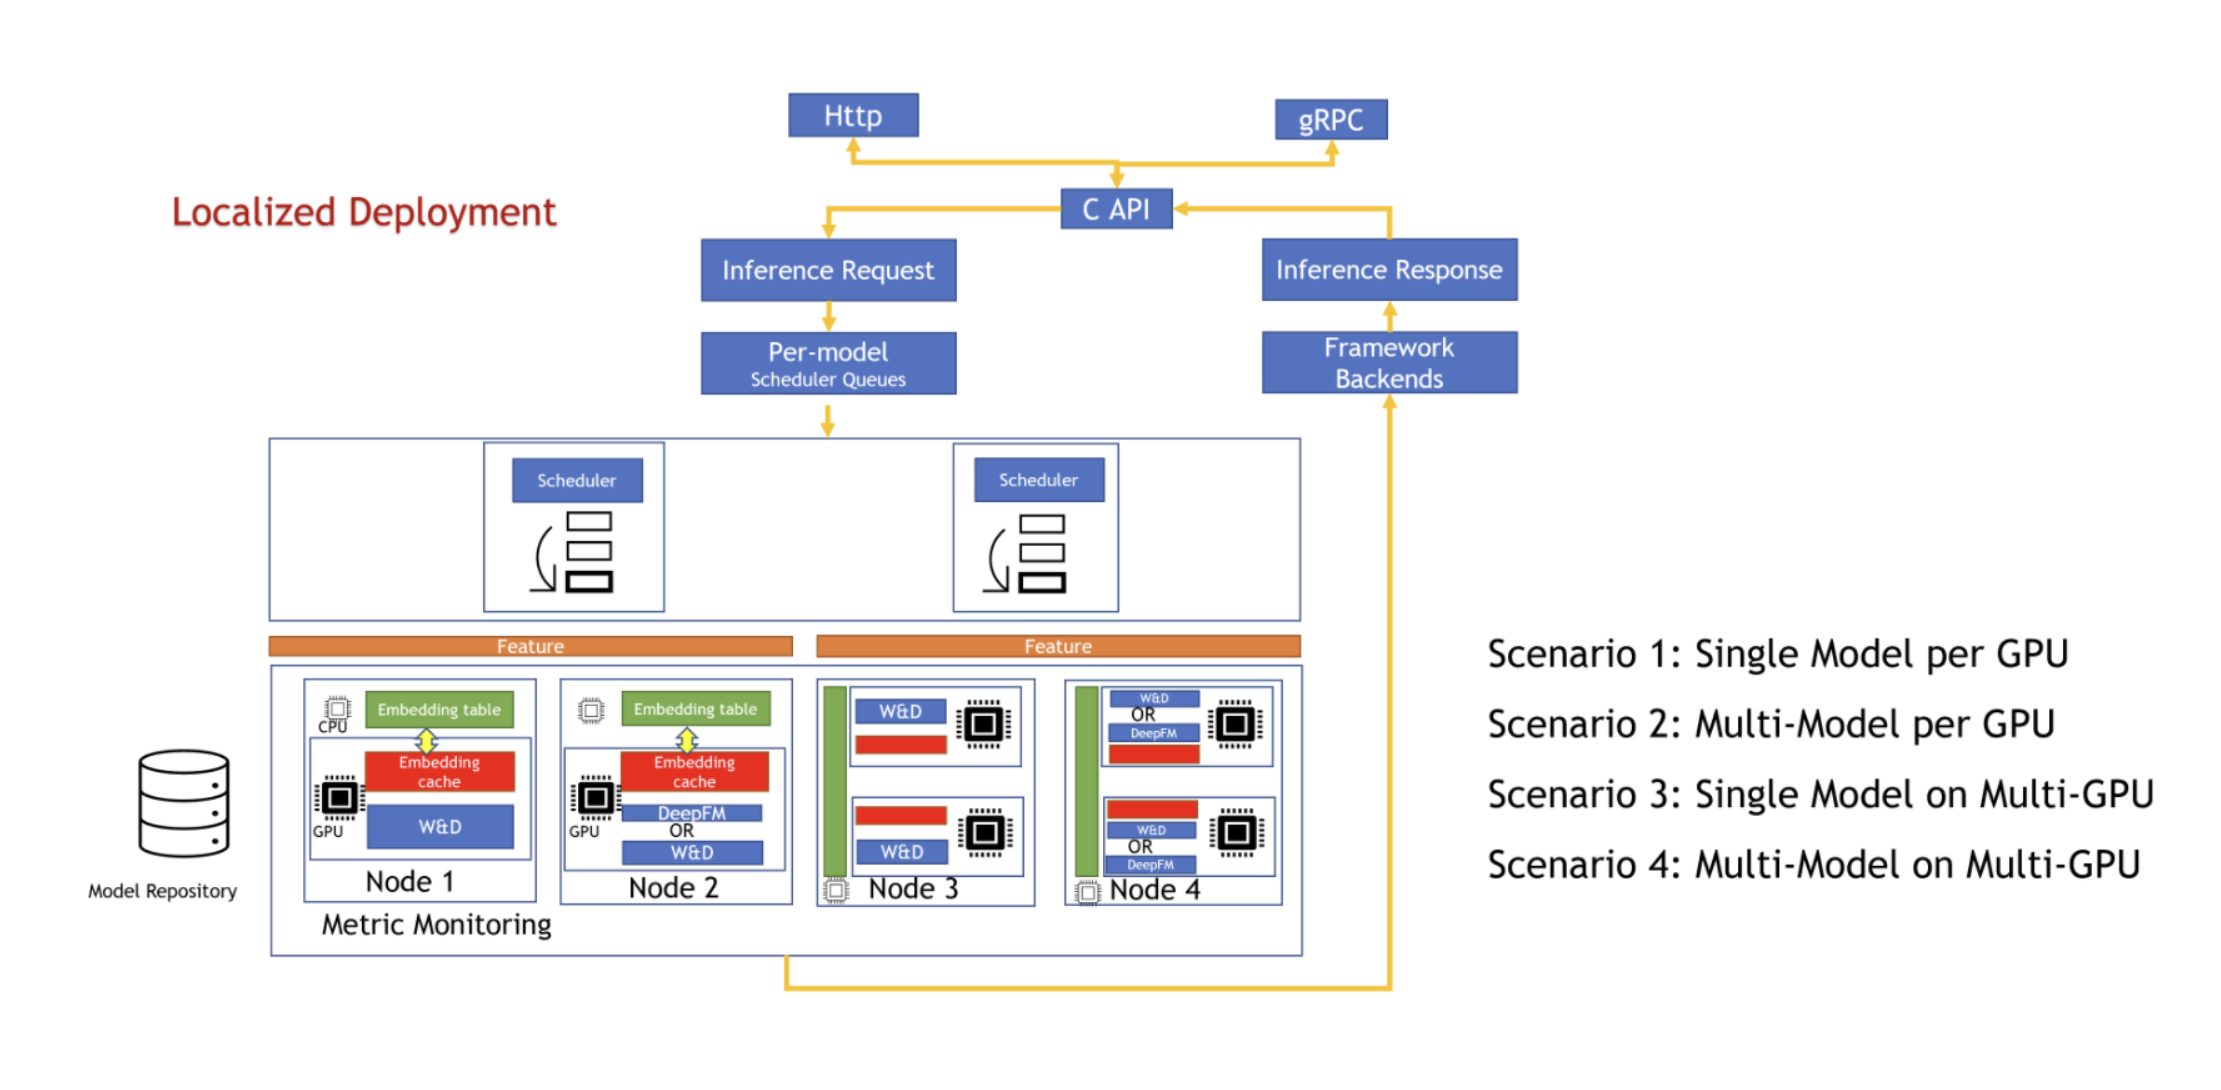 Http
gRPC
Localized Deployment
C API
Inference Request
Inference Response
Per-model
Scheduler Queues
Framework
Backends
Scheduler
Scheduler
Feature
Feature
CPU
Embedding table
Embedding
cache
GPU
W&D
Node 1
Embedding table
Embedding
cache
GPU
DeepFM
OR
W&D
Node 2
W&D
W&D
Node 3
W&D
OR
DeepFM
W&D
OR
DeepFM
Node 4
Metric Monitoring
Model Repository
Scenario 1: Single Model per GPU
Scenario 2: Multi-Model per GPU
Scenario 3: Single Model on Multi-GPU
Scenario 4: Multi-Model on Multi-GPU